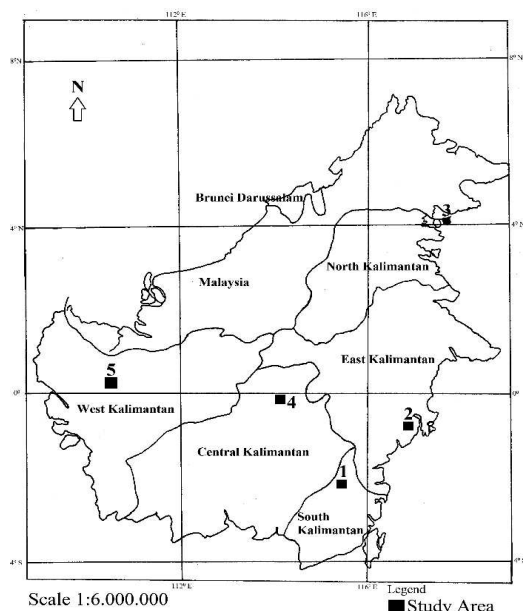 112°E 116°E
8°N 8°N
N
Brunei Darussalam
3
4°N 4°N
North Kalimantan
Malaysia
East Kalimantan
5
0° 0°
West Kalimantan
4
2
Central Kalimantan
1
South
Kalimantan
4°S 4°S
112°E 116°E
Scale 1:6.000.000
Legend
Study Area